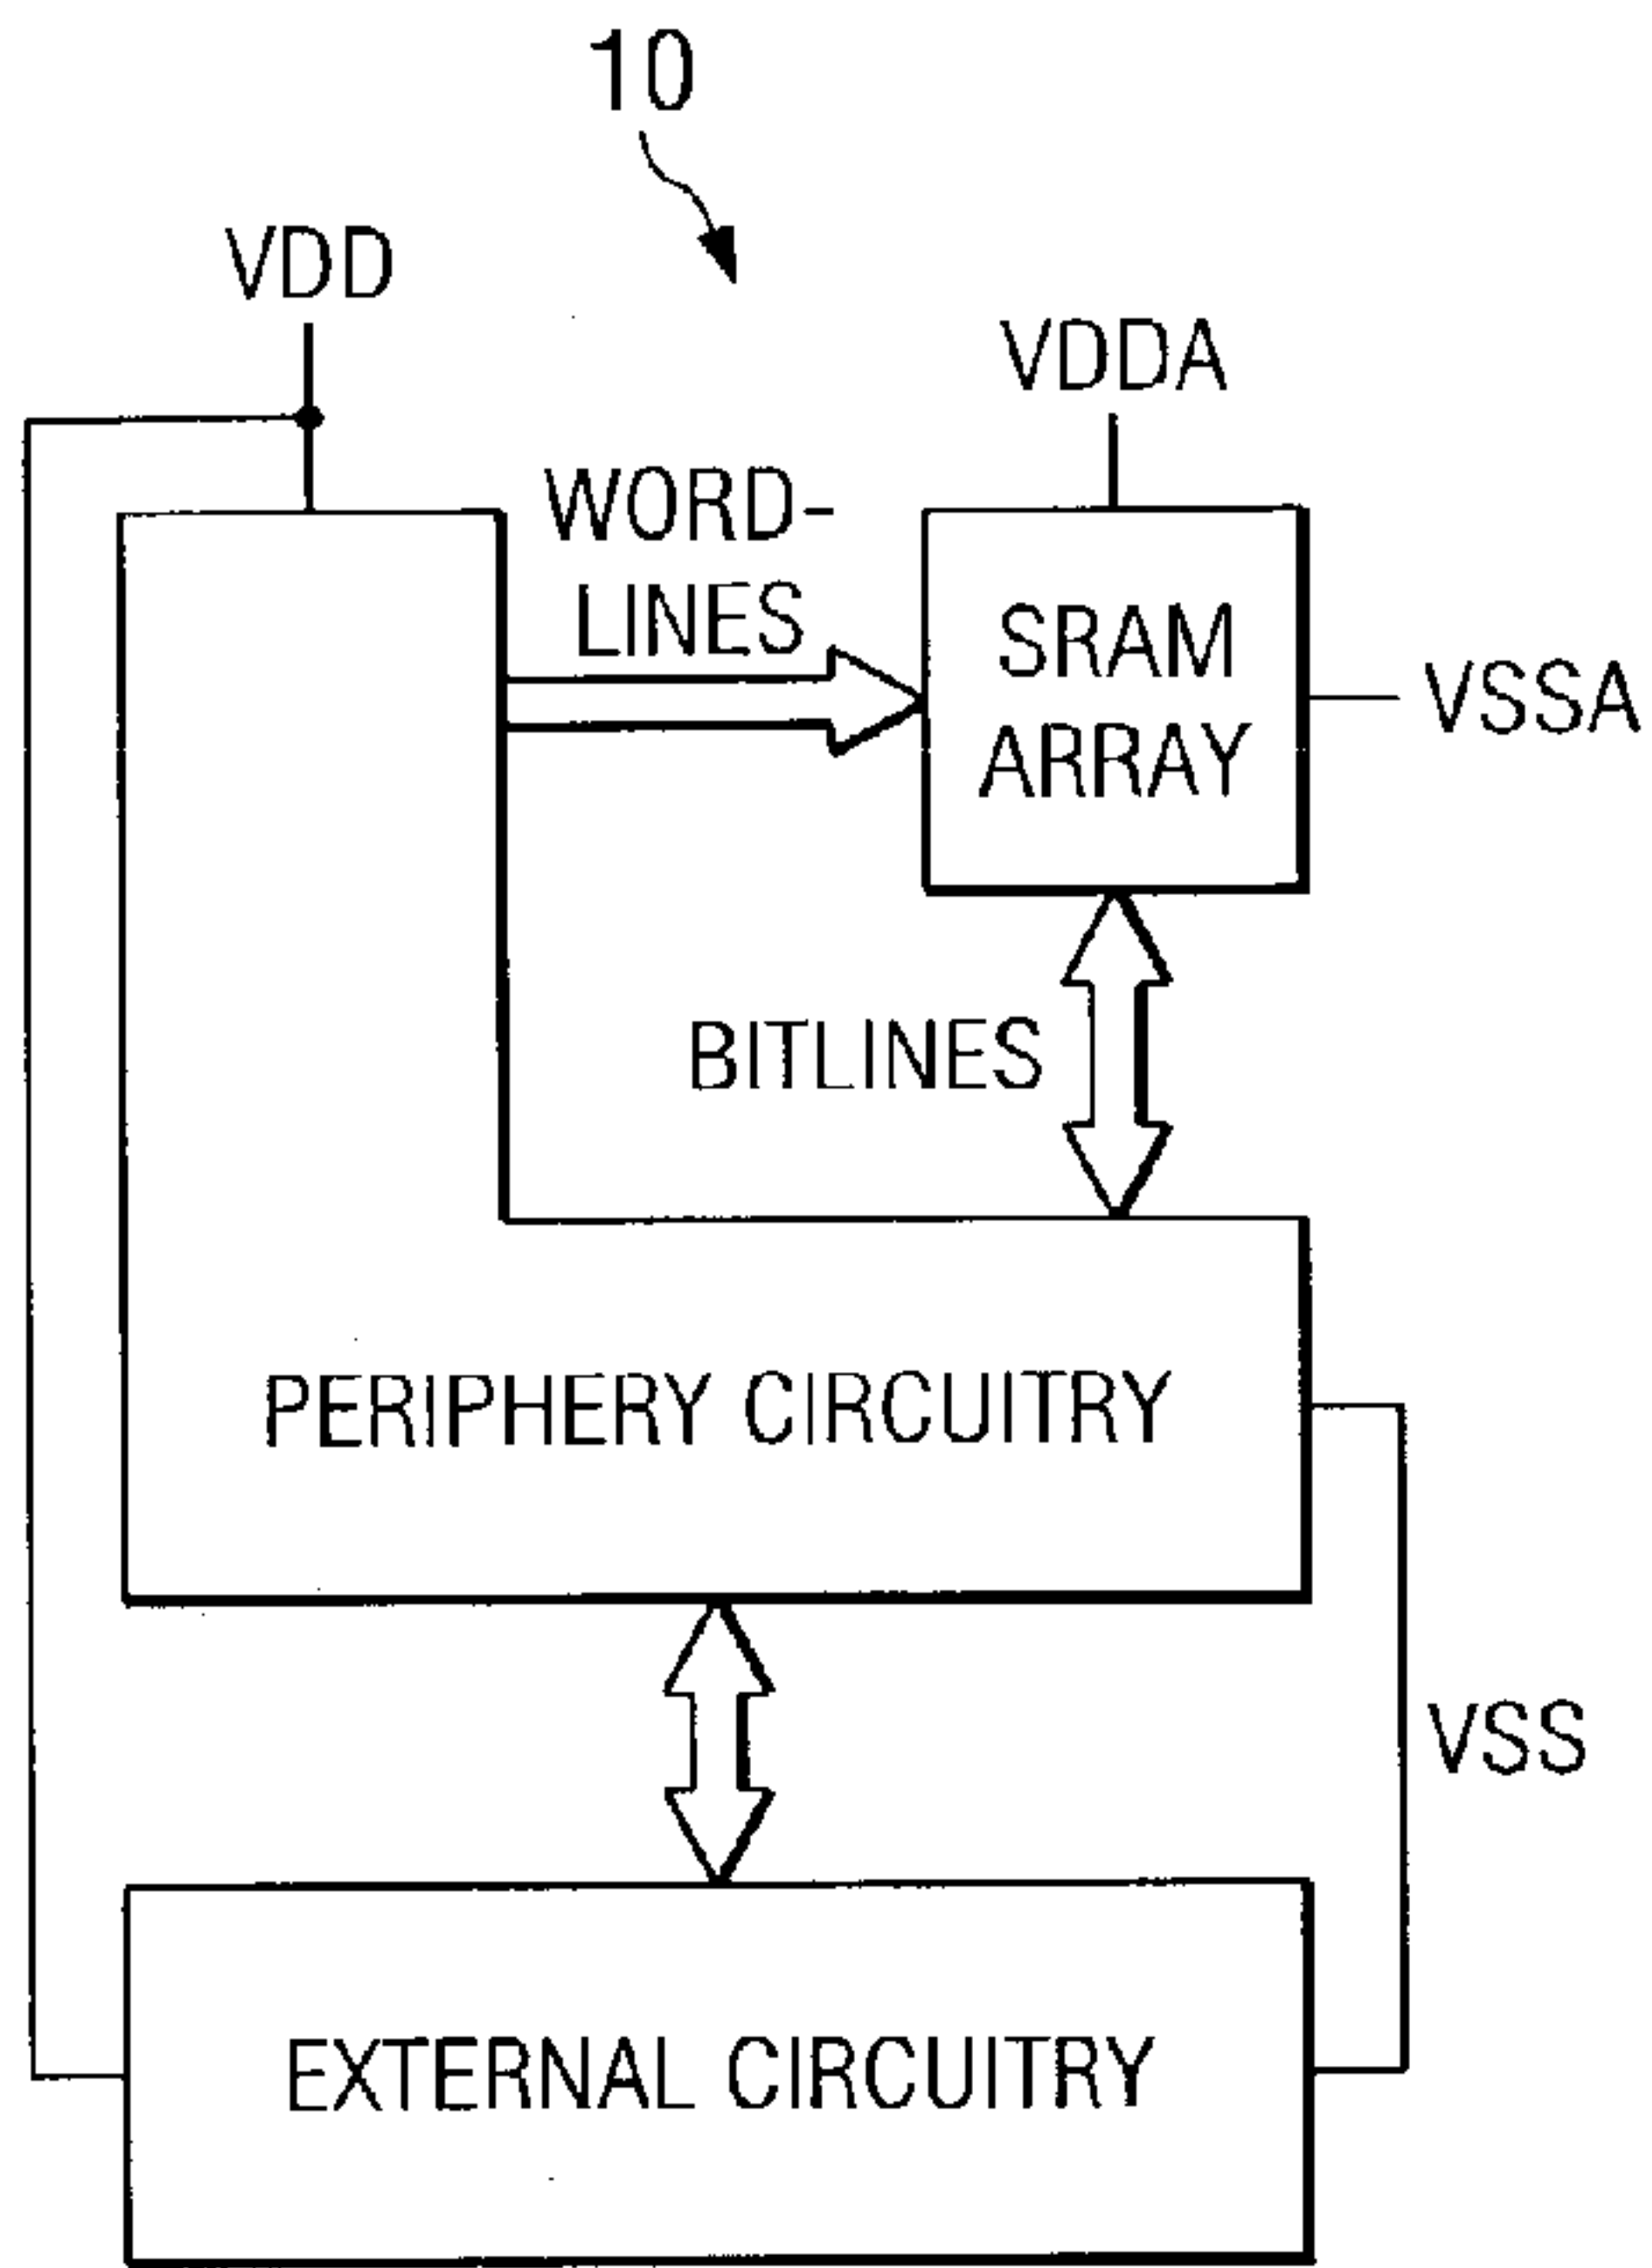 10
VDD
VDDA
WORD-
LINES
SRAM
ARRAY
VSSA
BITLINES
PERIPHERY CIRCUITRY
VSS
EXTERNAL CIRCUITRY